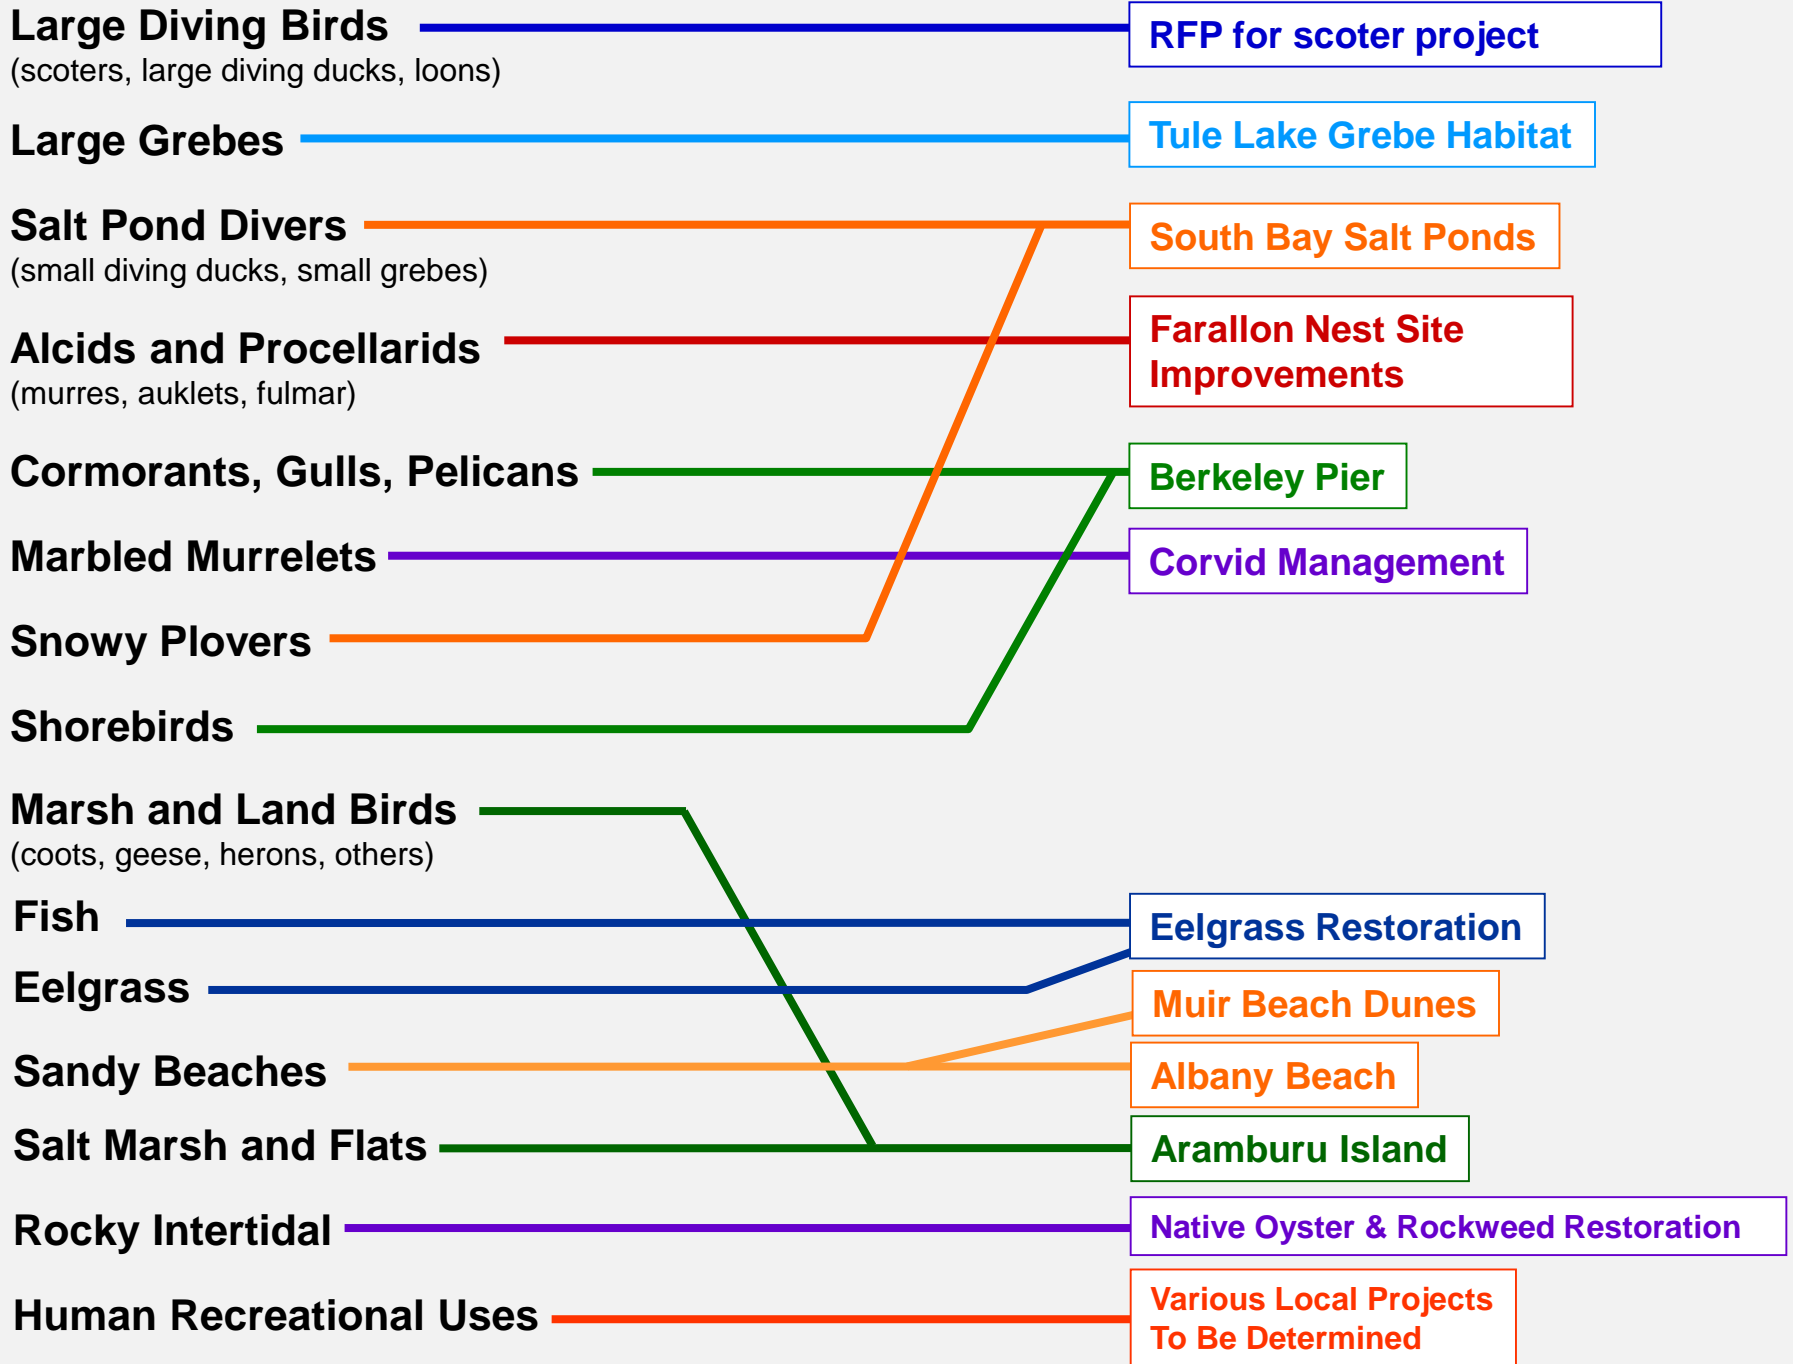 Large Diving Birds
(scoters, large diving ducks, loons)
RFP for scoter project
Large Grebes
Tule Lake Grebe Habitat
Salt Pond Divers
(small diving ducks, small grebes)
South Bay Salt Ponds
Alcids and Procellarids
(murres, auklets, fulmar)
Farallon Nest Site
Improvements
Cormorants, Gulls, Pelicans
Berkeley Pier
Marbled Murrelets
Corvid Management
Snowy Plovers
Shorebirds
Marsh and Land Birds
(coots, geese, herons, others)
Fish
Eelgrass Restoration
Eelgrass
Muir Beach Dunes
Sandy Beaches
Albany Beach
Salt Marsh and Flats
Aramburu Island
Rocky Intertidal
Native Oyster & Rockweed Restoration
Human Recreational Uses
Various Local Projects
To Be Determined